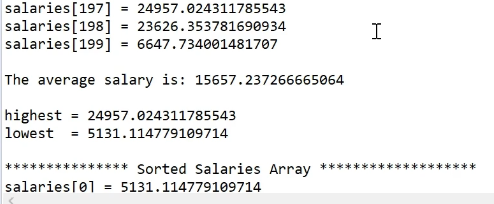 salaries[197] = 24957.024311785543
salaries[198] = 23626.353781690934
salaries[199] = 6647.734001481707
The average salary is: 15657.237266665064
highest = 24957.024311785543
lowest  = 5131.114779109714
*************** Sorted Salaries Array *******************
salaries[0] = 5131.114779109714